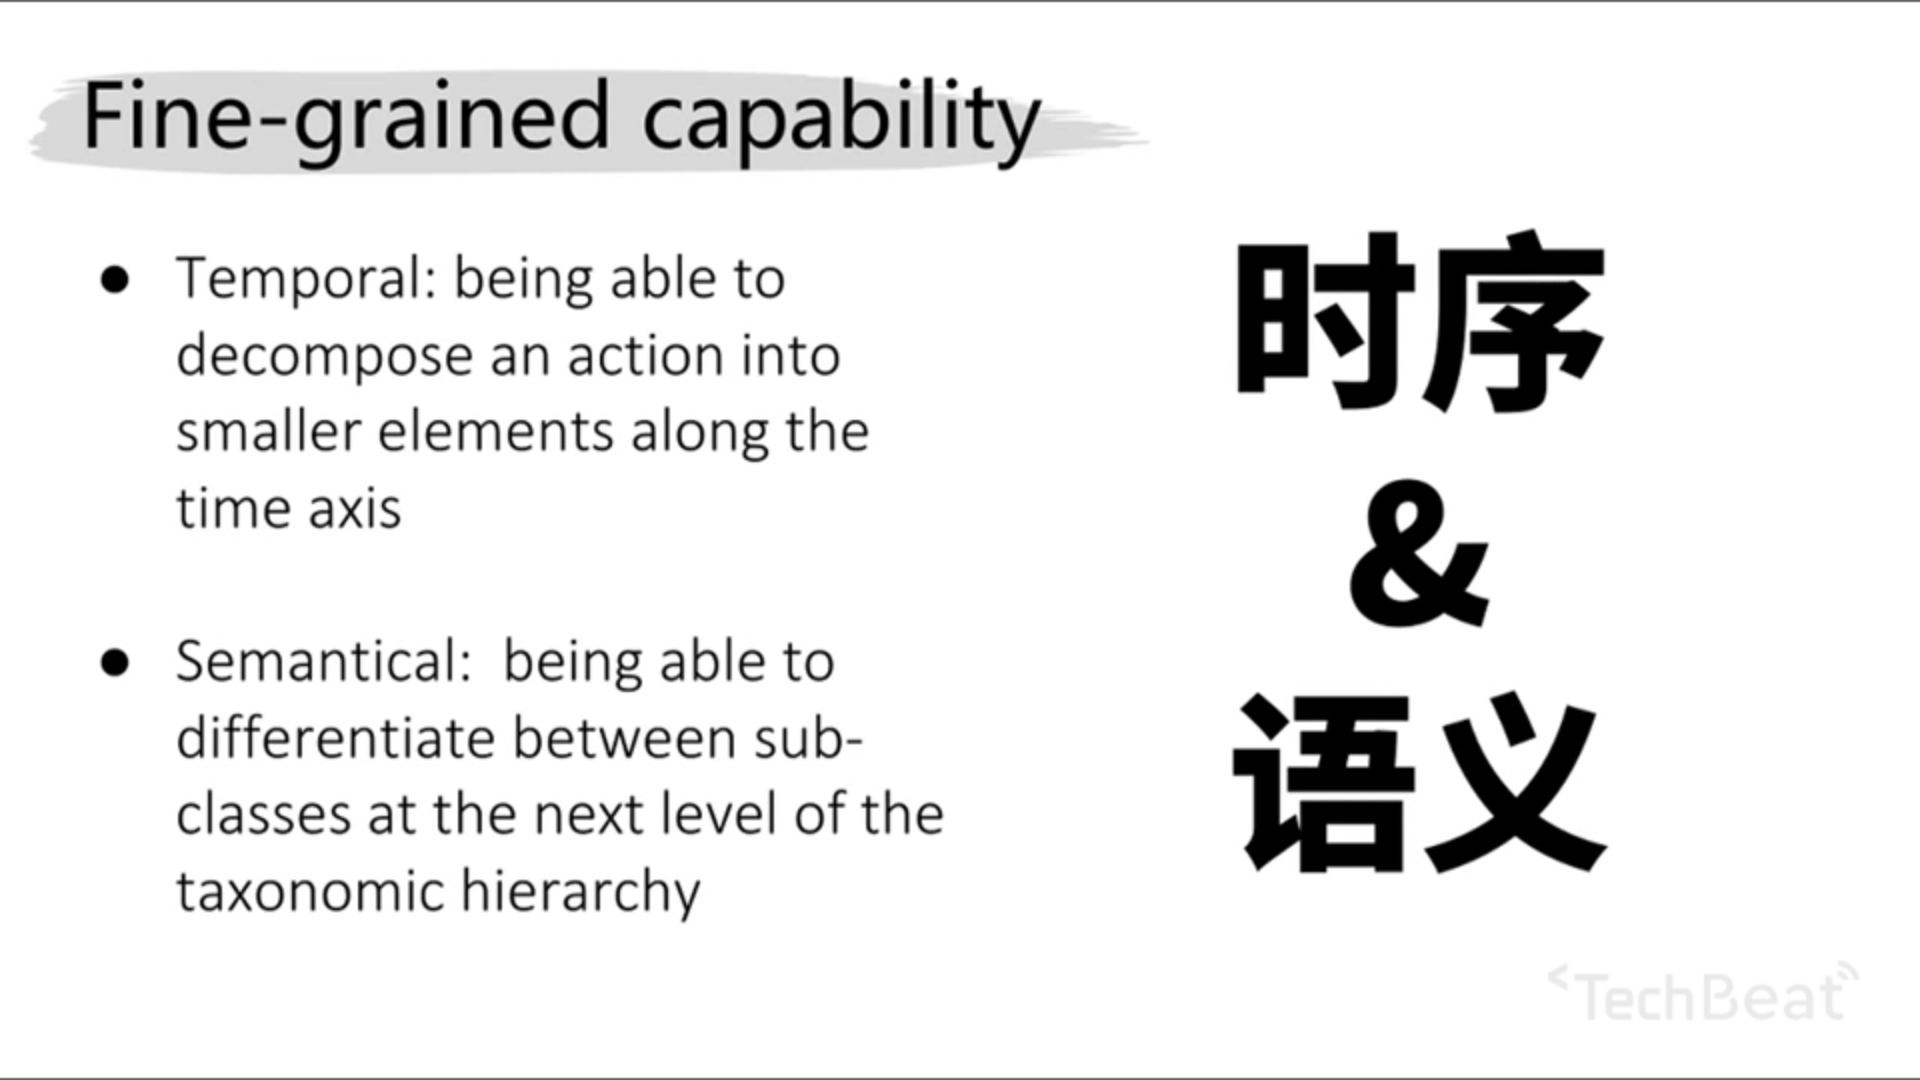 Fine-grained capability
● Temporal: being able to
decompose an action into
smaller elements along the
time axis
● Semantical:  being able to
differentiate between sub-
classes at the next level of the
taxonomic hierarchy
时序
&
语义
TechBeat